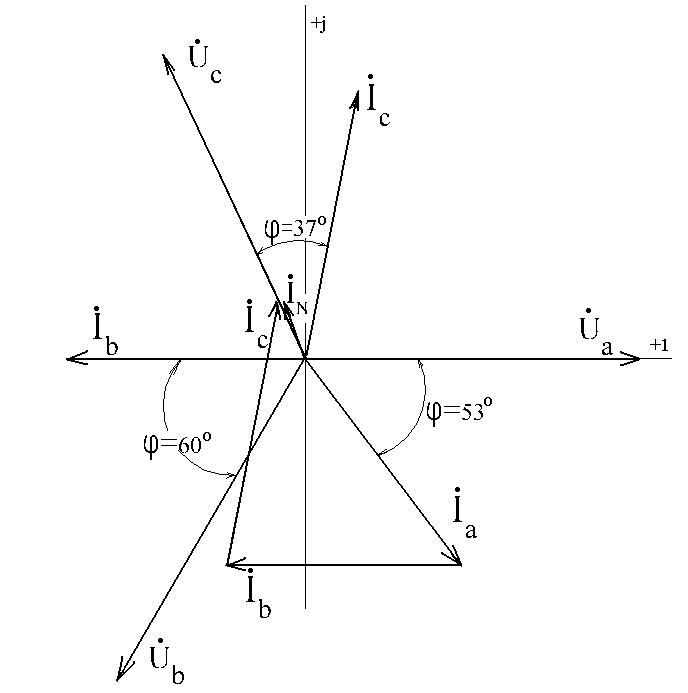 +j
U̇c
İc
φ=37°
İN
İb
İc
U̇a
+1
φ=53°
φ=60°
İa
İb
U̇b